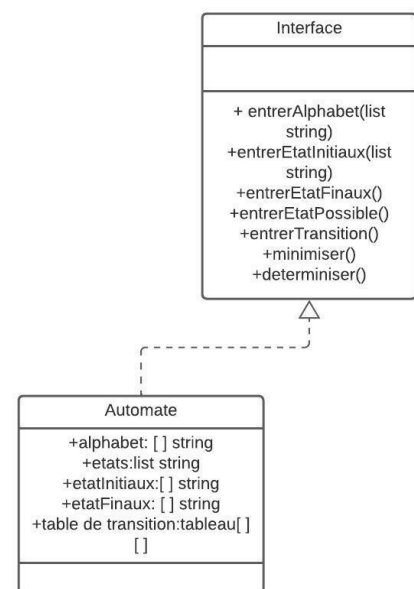 Interface
+ entrerAlphabet(list
string)
+entrerEtatInitiaux(list
string)
+entrerEtatFinaux()
+entrerEtatPossible()
+entrerTransition()
+minimiser()
+determiniser()
Automate
+alphabet: [ ] string
+etats:list string
+etatInitiaux:[ ] string
+etatFinaux: [ ] string
+table de transition:tableau[ ]
[ ]